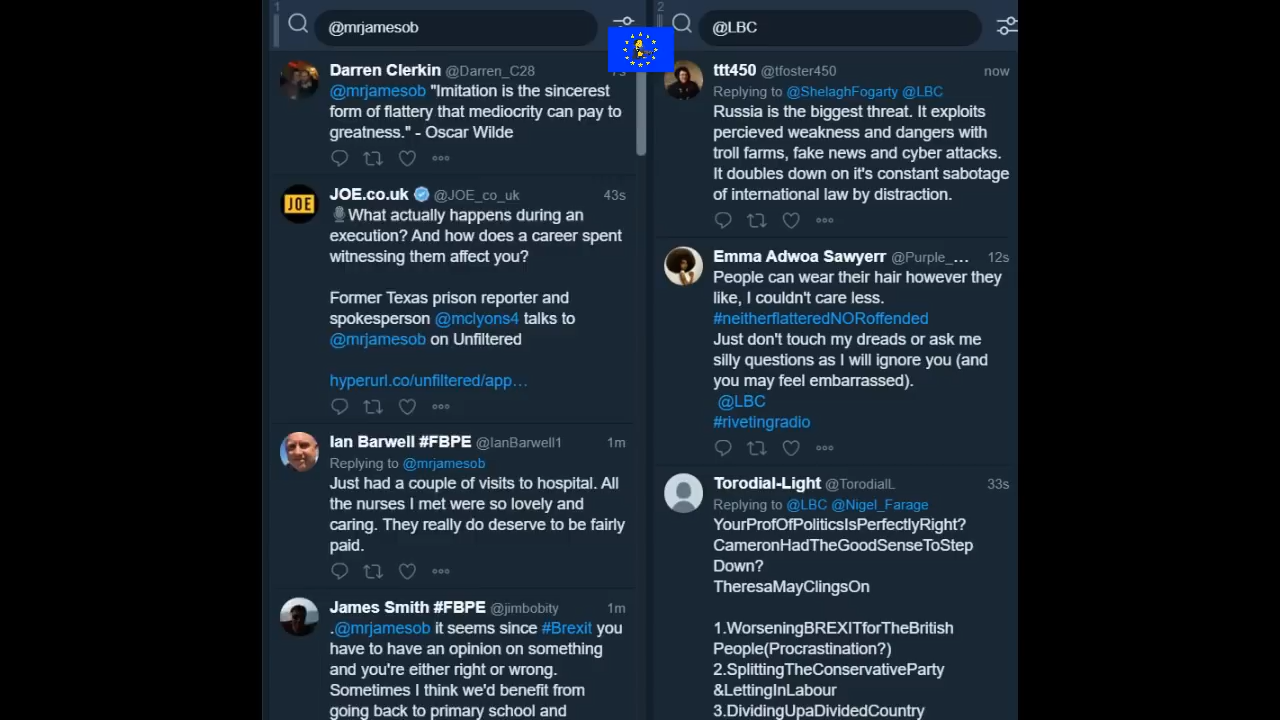 1
@mrjamesob
Darren Clerkin @Darren_C28
@mrjamesob "Imitation is the sincerest
form of flattery that mediocrity can pay to
greatness." - Oscar Wilde
JOE.co.uk @JOE_co_uk 43s
JOE
What actually happens during an
execution? And how does a career spent
witnessing them affect you?
Former Texas prison reporter and
spokesperson @mclyons4 talks to
@mrjamesob on Unfiltered
hyperurl.co/unfiltered/app…
Ian Barwell #FBPE @IanBarwell1 1m
Replying to @mrjamesob
Just had a couple of visits to hospital. All
the nurses I met were so lovely and
caring. They really do deserve to be fairly
paid.
James Smith #FBPE @jimbobity 1m
.@mrjamesob it seems since #Brexit you
have to have an opinion on something
and you're either right or wrong.
Sometimes I think we'd benefit from
going back to primary school and
2
@LBC
ttt450 @tfoster450 now
Replying to @ShelaghFogarty @LBC
Russia is the biggest threat. It exploits
percieved weakness and dangers with
troll farms, fake news and cyber attacks.
It doubles down on it's constant sabotage
of international law by distraction.
Emma Adwoa Sawyerr @Purple_… 12s
People can wear their hair however they
like, I couldn't care less.
#neitherflatteredNORoffended
Just don't touch my dreads or ask me
silly questions as I will ignore you (and
you may feel embarrassed).
@LBC
#rivetingradio
Torodial-Light @TorodialL 33s
Replying to @LBC @Nigel_Farage
YourProfOfPoliticsIsPerfectlyRight?
CameronHadTheGoodSenseToStep
Down?
TheresaMayClingsOn
1.WorseningBREXITforTheBritish
People(Procrastination?)
2.SplittingTheConservativeParty
&LettingInLabour
3.DividingUpaDividedCountry